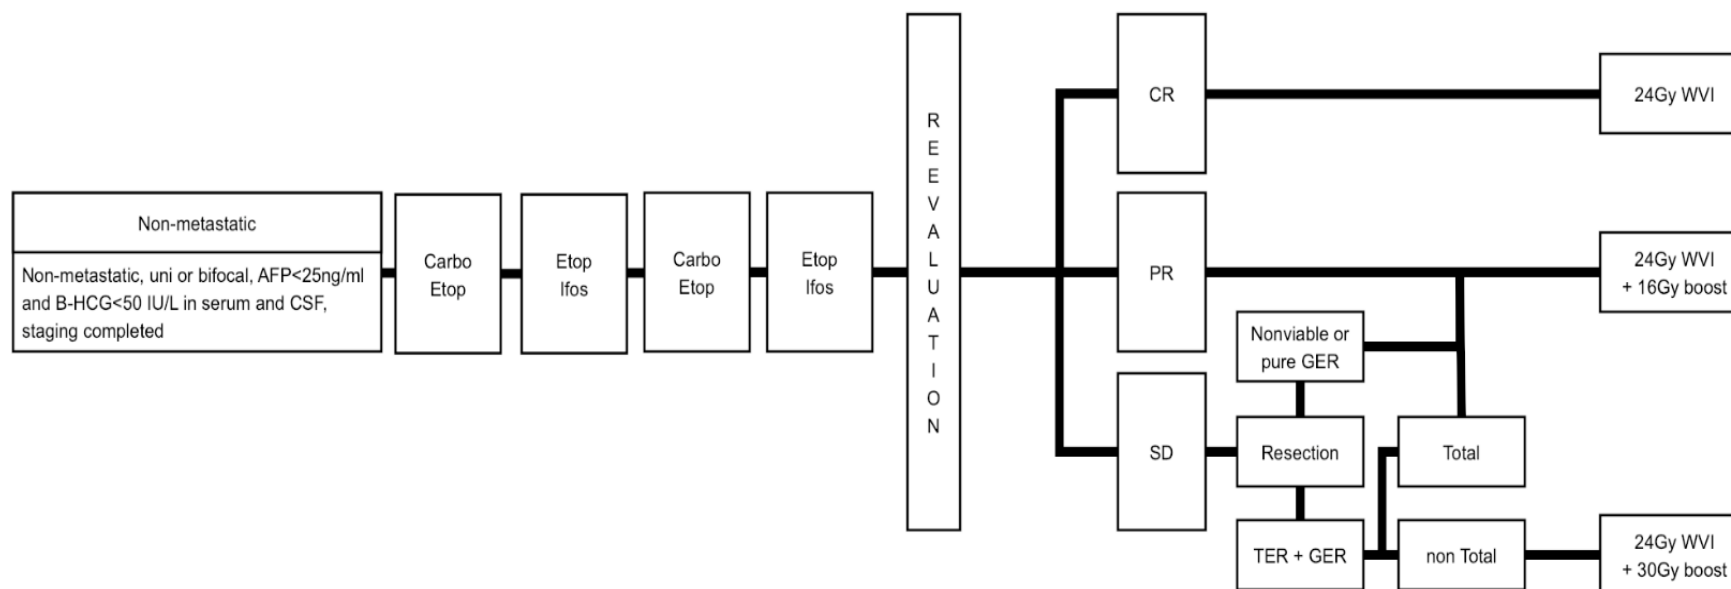 Non-metastatic
Non-metastatic, uni or bifocal, AFP<25ng/ml
and B-HCG<50 IU/L in serum and CSF,
staging completed
Carbo
Etop
Etop
Ifos
Carbo
Etop
Etop
Ifos
R
E
E
V
A
L
U
A
T
I
O
N
CR
24Gy WVI
PR
24Gy WVI
+ 16Gy boost
Nonviable or
pure GER
SD
Resection
Total
TER + GER
non Total
24Gy WVI
+ 30Gy boost